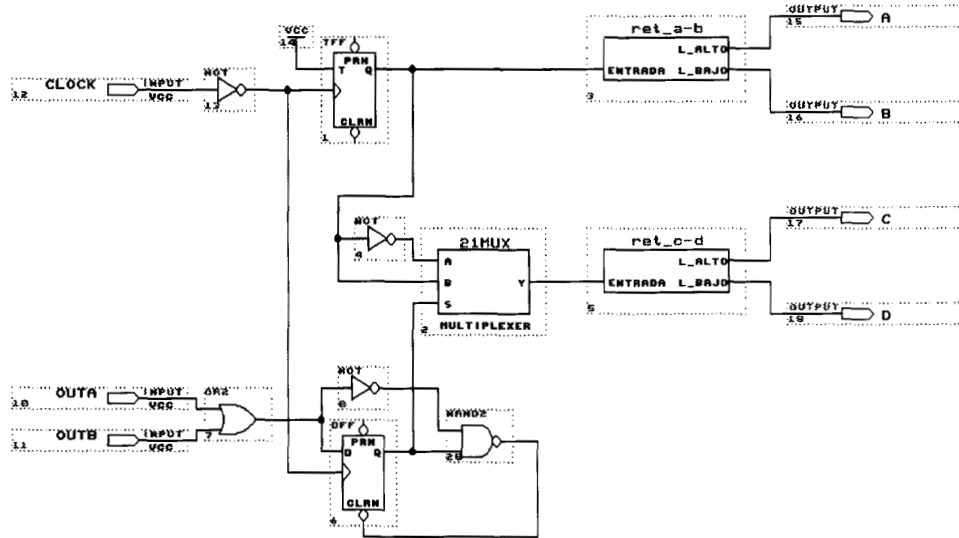 VCC
14
TFF
PRN
T Q
CLRN
1
CLOCK
INPUT
VCC
12
NOT
13
ret_a-b
L_ALTO
ENTRADA L_BAJO
3
OUTPUT
15
A
OUTPUT
16
B
NOT
4
21MUX
A
B Y
S
MULTIPLEXER
2
ret_c-d
L_ALTO
ENTRADA L_BAJO
5
OUTPUT
17
C
OUTPUT
18
D
OUTA
INPUT
VCC
10
OUTB
INPUT
VCC
11
OR2
7
NOT
8
DFF
PRN
D Q
CLRN
6
NAND2
20